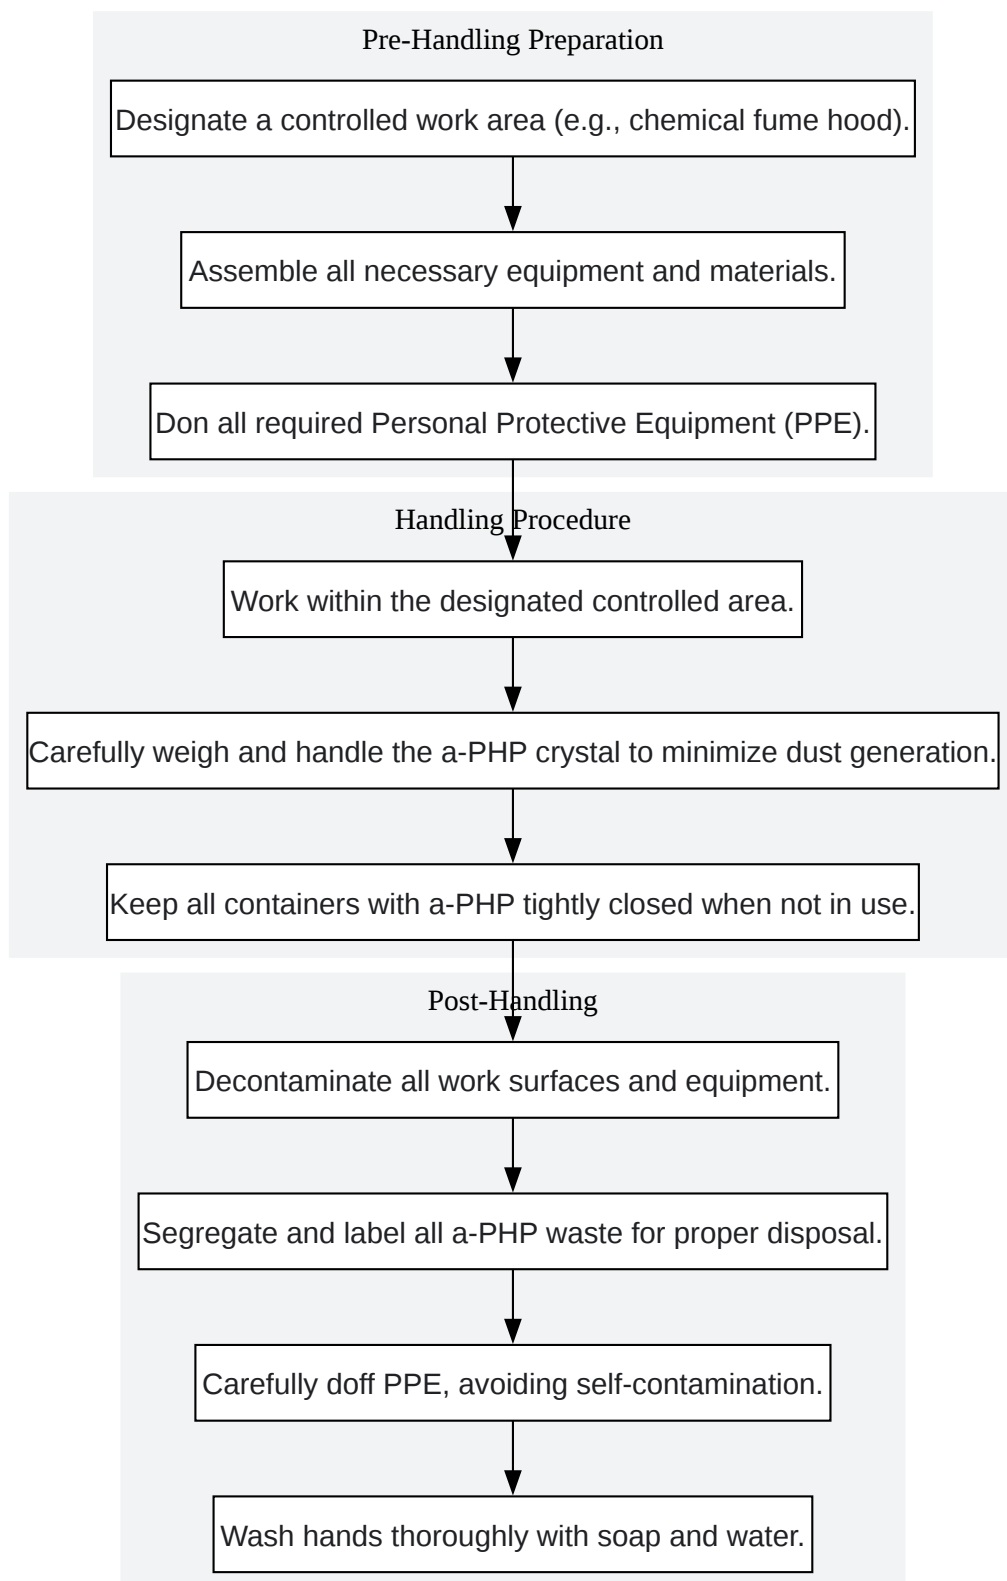 Pre-Handling Preparation
Designate a controlled work area (e.g., chemical fume hood).
Assemble all necessary equipment and materials.
Don all required Personal Protective Equipment (PPE).
Handling Procedure
Work within the designated controlled area.
Carefully weigh and handle the a-PHP crystal to minimize dust generation.
Keep all containers with a-PHP tightly closed when not in use.
Post-Handling
Decontaminate all work surfaces and equipment.
Segregate and label all a-PHP waste for proper disposal.
Carefully doff PPE, avoiding self-contamination.
Wash hands thoroughly with soap and water.